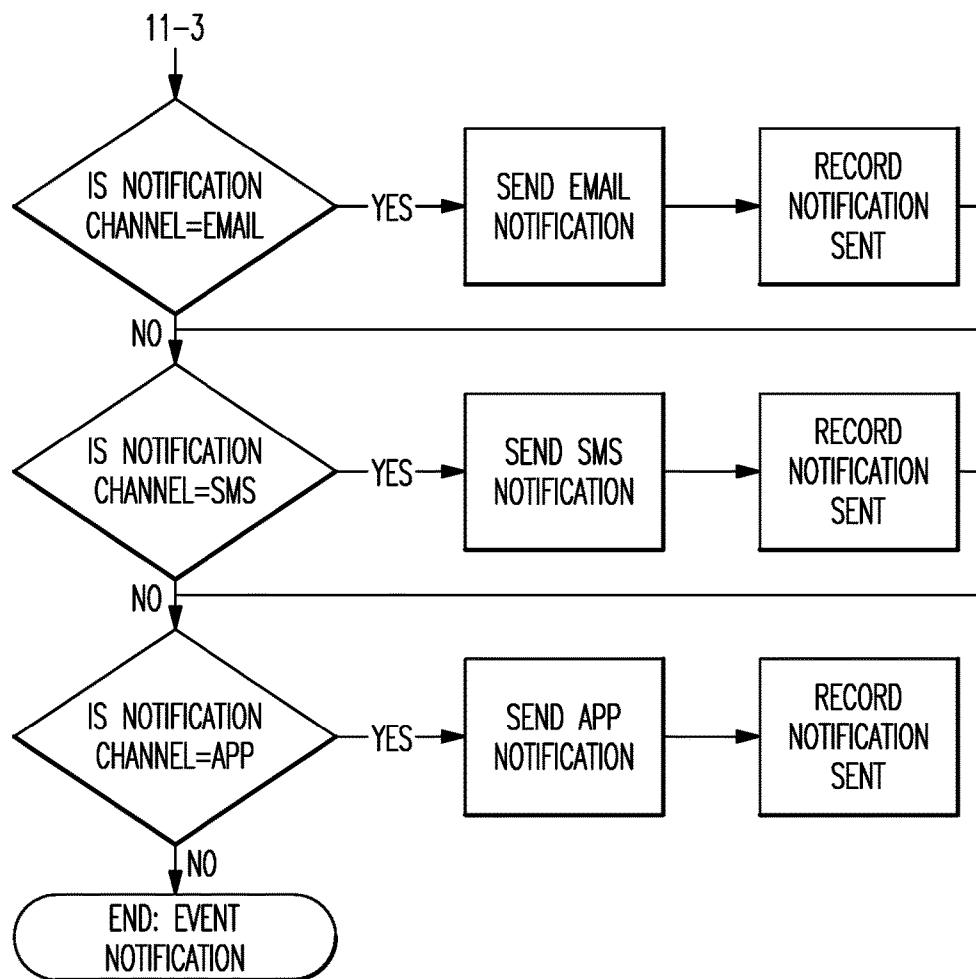 11-3
IS NOTIFICATION
CHANNEL=EMAIL
YES
SEND EMAIL
NOTIFICATION
RECORD
NOTIFICATION
SENT
NO
IS NOTIFICATION
CHANNEL=SMS
YES
SEND SMS
NOTIFICATION
RECORD
NOTIFICATION
SENT
NO
IS NOTIFICATION
CHANNEL=APP
YES
SEND APP
NOTIFICATION
RECORD
NOTIFICATION
SENT
NO
END: EVENT
NOTIFICATION